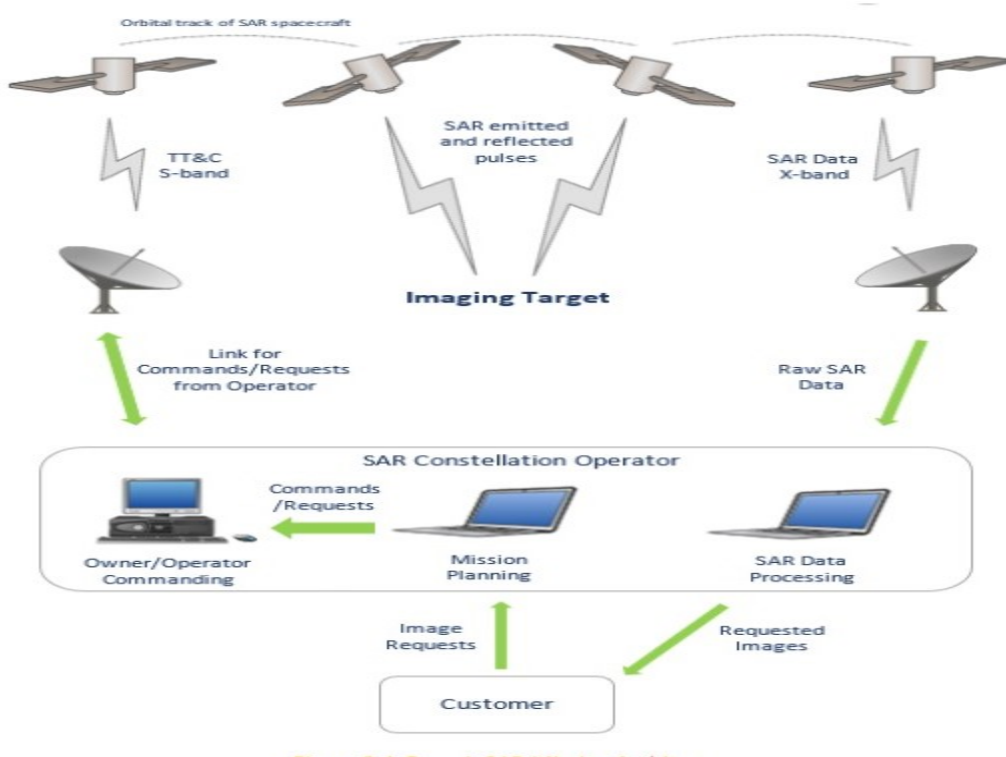 Orbital track of SAR spacecraft
SAR emitted
and reflected
pulses
TT&C
S-band
SAR Data
X-band
Imaging Target
Link for
Commands/Requests
from Operator
Raw SAR
Data
SAR Constellation Operator
Commands
/Requests
Owner/Operator
Commanding
Mission
Planning
SAR Data
Processing
Image
Requests
Requested
Images
Customer